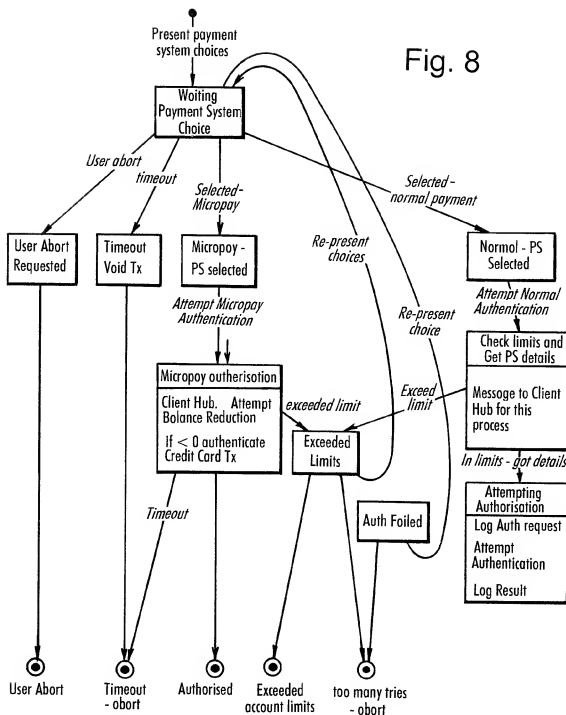 Fig. 8
Present payment
system choices
Woiting
Payment System
Choice
User abort
timeout
Selected-
Micropay
Selected-
normal payment
User Abort
Requested
Timeout
Void Tx
Micropoy -
PS selected
Re-present
choices
Normal - PS
Selected
Attempt Micropay
Authentication
Attempt Normal
Authentication
Re-present
choice
Check limits and
Get PS details
Message to Client
Hub for this
process
Micropoy outherisotion
Client Hub. Attempt
Bolance Reduction
If < 0 authenticate
Credit Card Tx
exceeded limit
Exceed
limit
Exceeded
Limits
In limits - got details
Timeout
Auth Foiled
Attempting
Authorisation
Log Auth request
Attempt
Authentication
Log Result
User Abort
Timeout
- obort
Authorised
Exceeded
account limits
too many tries
- obort